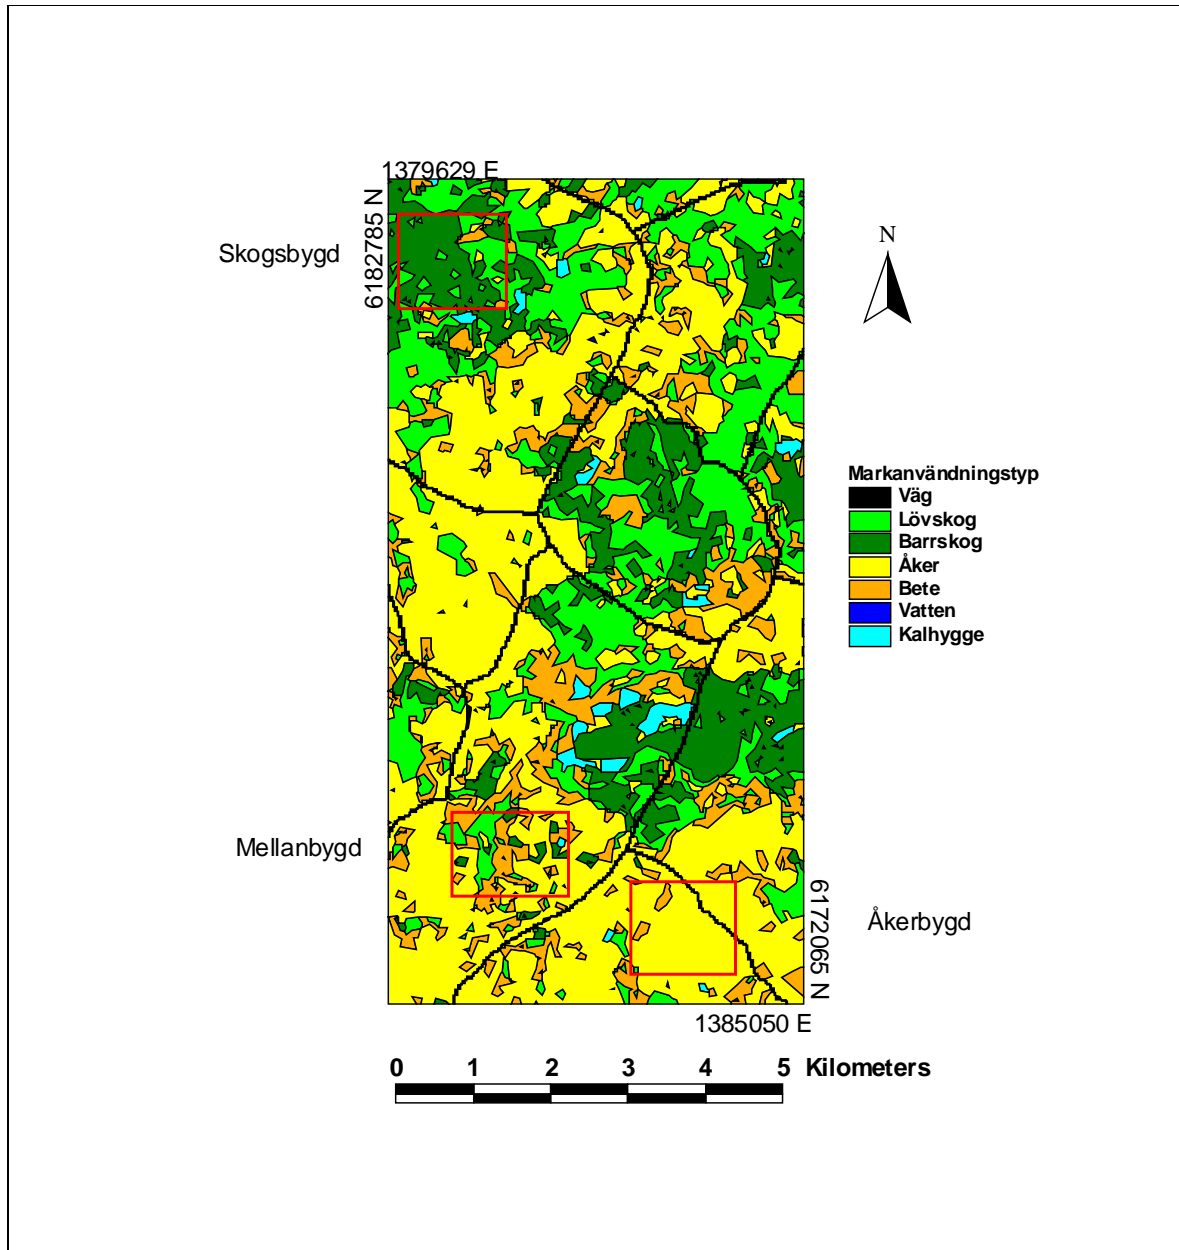 1379629 E
6182785 N
Skogsbygd
N
Markanvändningstyp
Väg
Lövskog
Barrskog
Åker
Bete
Vatten
Kalhygge
Mellanbygd
6172065 N
Åkerbygd
1385050 E
0 1 2 3 4 5 Kilometers